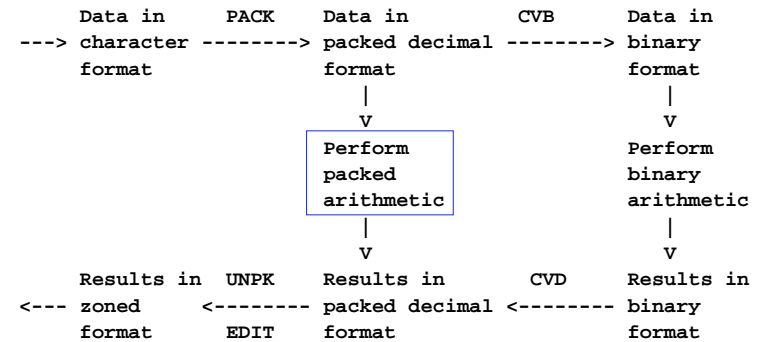 Data in PACK Data in CVB Data in
---> character --------> packed decimal --------> binary
format format format
| |
V V
Perform Perform
packed binary
arithmetic arithmetic
| |
V V
Results in UNPK Results in CVD Results in
<--- zoned <-------- packed decimal <-------- binary
format EDIT format format